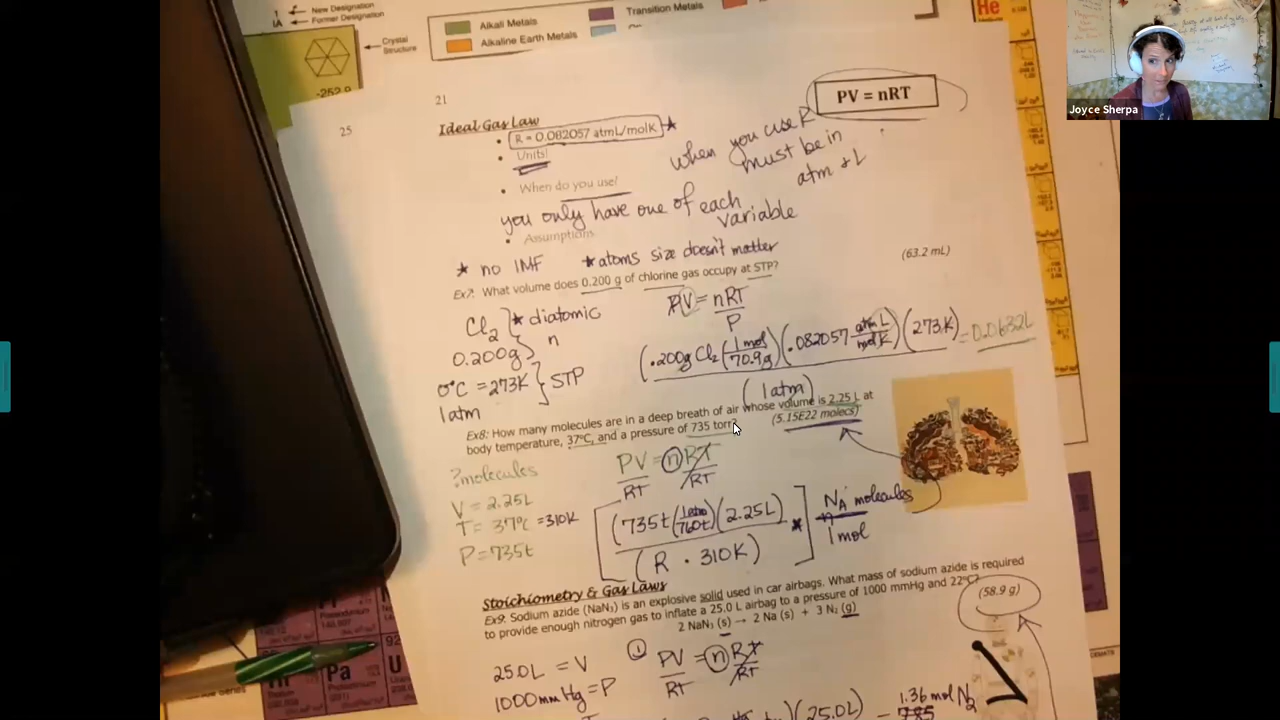 1
IA
New Designation
Former Designation
Crystal
Structure
-252.9
Alkali Metals
Alkaline Earth Metals
Transition Metals
He
Joyce Sherpa
21
25
PV = nRT
Ideal Gas Law
• R = 0.082057 atmL/molK ★
• Units!
when you use R
must be in
atm + L
• When do you use!
you only have one of each
variable
• Assumptions
★ no IMF ★ atoms size doesn't matter
Ex7: What volume does 0.200 g of chlorine gas occupy at STP? (63.2 mL)
Cl₂ ★ diatomic
0.200g n
0°C = 273K } STP
1atm
PV = nRT
P
(.200g Cl₂ (1mol/70.9g)(.082057 atm L/mol K)(273K) = 0.0632L
(1atm)
Ex8: How many molecules are in a deep breath of air whose volume is 2.25 L at
body temperature, 37°C, and a pressure of 735 torr? (5.15E22 molecs)
?molecules
V = 2.25L
T = 37°C = 310K
P = 735t
PV = nRT
RT RT
[(735t(1atm/760t)(2.25L) * NA molecules
(R · 310K)] 1mol
Stoichiometry & Gas Laws
Ex9: Sodium azide (NaN₃) is an explosive solid used in car airbags. What mass of sodium azide is required
to provide enough nitrogen gas to inflate a 25.0 L airbag to a pressure of 1000 mmHg and 22°C?
(58.9 g)
2 NaN₃ (s) → 2 Na (s) + 3 N₂ (g)
25.0L = V
1000mmHg = P
① PV = nRT
RT RT
(25.0L) = 1.36 mol N₂
Pa
U
92